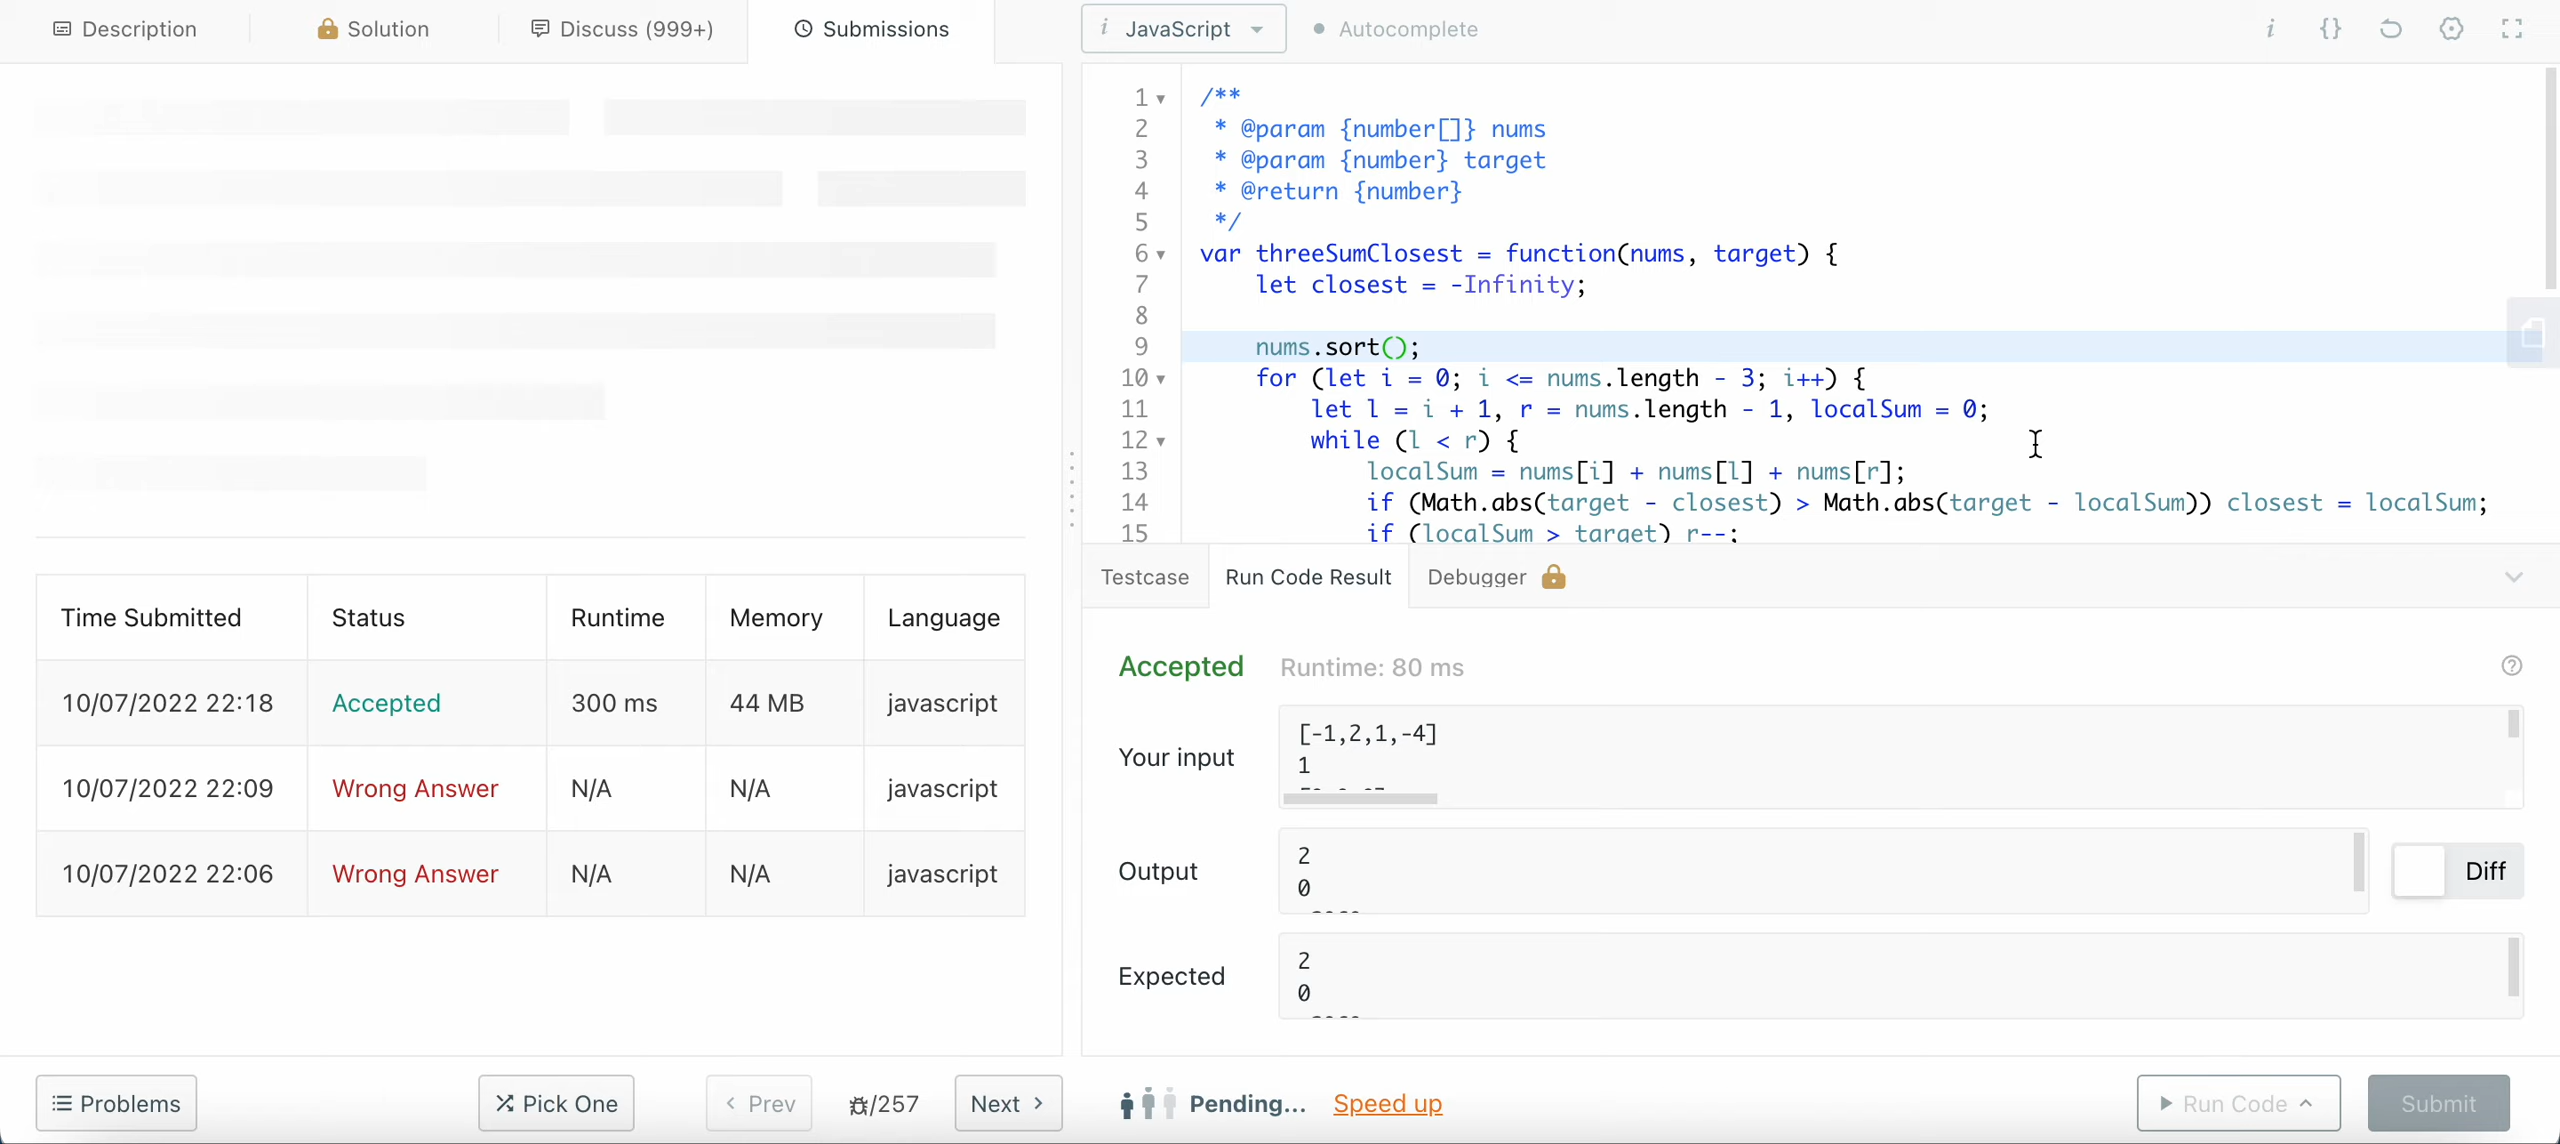 Description
Solution
Discuss (999+)
Submissions
i JavaScript
Autocomplete
i {}
1 /**
2 * @param {number[]} nums
3 * @param {number} target
4 * @return {number}
5 */
6 var threeSumClosest = function(nums, target) {
7 let closest = -Infinity;
8
9 nums.sort();
10 for (let i = 0; i <= nums.length - 3; i++) {
11 let l = i + 1, r = nums.length - 1, localSum = 0;
12 while (l < r) {
13 localSum = nums[i] + nums[l] + nums[r];
14 if (Math.abs(target - closest) > Math.abs(target - localSum)) closest = localSum;
15 if (localSum > target) r--;
Time Submitted Status Runtime Memory Language
10/07/2022 22:18 Accepted 300 ms 44 MB javascript
10/07/2022 22:09 Wrong Answer N/A N/A javascript
10/07/2022 22:06 Wrong Answer N/A N/A javascript
Testcase
Run Code Result
Debugger
Accepted Runtime: 80 ms
Your input
[-1,2,1,-4]
1
Output
2
0
Diff
Expected
2
0
Problems
Pick One
< Prev
/257
Next >
Pending...
Speed up
Run Code
Submit